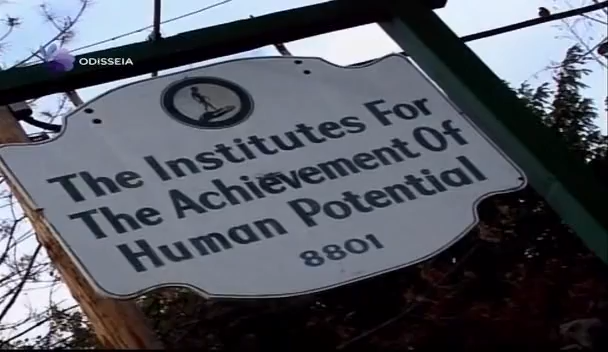 ODISSEIA
The Institutes For
The Achievement Of
Human Potential
8801